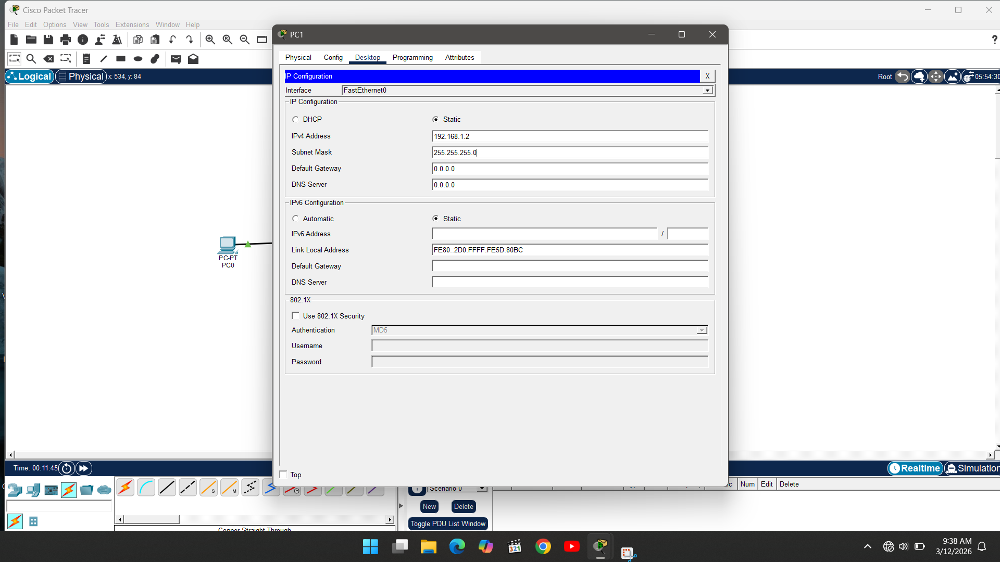 Cisco Packet Tracer
File Edit Options View Tools Extensions Window Help
PC1
Physical Config Desktop Programming Attributes
Logical Physical x: 534, y: 84
Root 05:54:30
IP Configuration X
Interface FastEthernet0
IP Configuration
DHCP Static
IPv4 Address 192.168.1.2
Subnet Mask 255.255.255.0
Default Gateway 0.0.0.0
DNS Server 0.0.0.0
IPv6 Configuration
Automatic Static
IPv6 Address /
Link Local Address FE80::2D0:FFFF:FE5D:80BC
Default Gateway
DNS Server
802.1X
Use 802.1X Security
Authentication MD5
Username
Password
PC-PT
PC0
Top
Time: 00:11:45
Realtime Simulation
S M
Scenario 0
Num Edit Delete
New Delete
Toggle PDU List Window
Copper Straight-Through
321
9:38 AM
3/12/2026